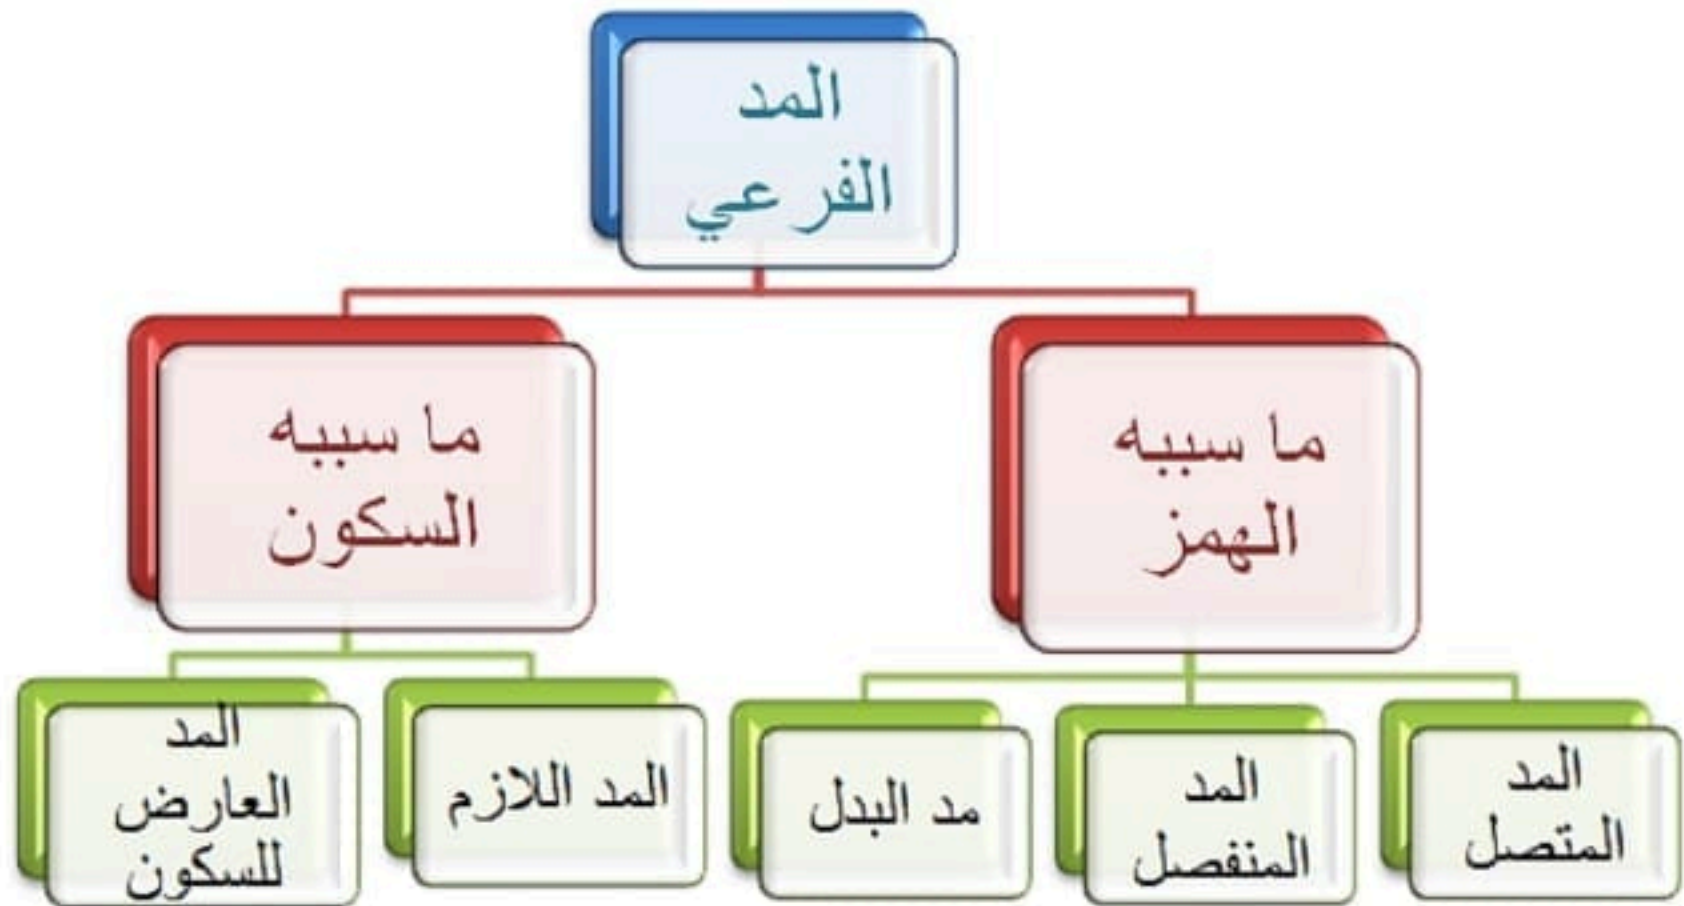 المد
الفرعي
ما سببه
الهمز
ما سببه
السكون
المد
المتصل
المد
المنفصل
مد البدل
المد اللازم
المد
العارض
للسكون